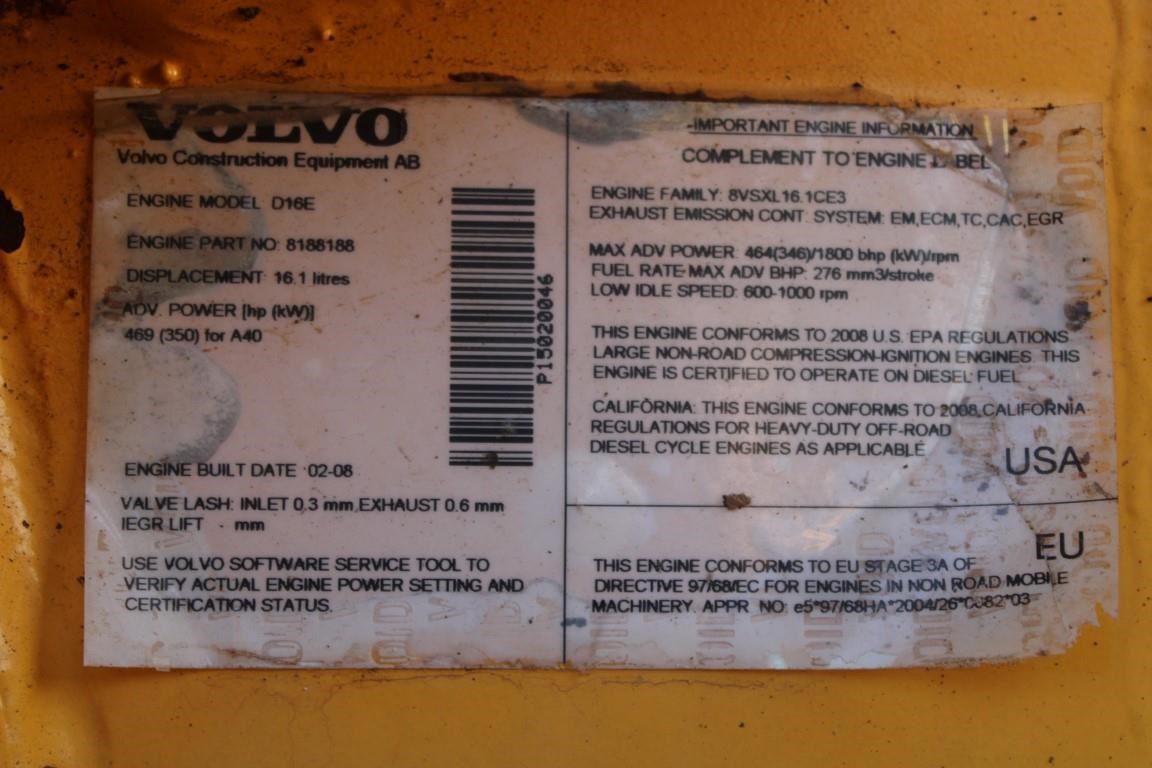 VOLVO
Volvo Construction Equipment AB
ENGINE MODEL D16E
ENGINE PART NO: 8188188
DISPLACEMENT 16.1 litres
ADV. POWER [hp (kW)]
469 (350) for A40
P15020046
ENGINE BUILT DATE 02-08
VALVE LASH: INLET 0.3 mm EXHAUST 0.6 mm
IEGR LIFT - mm
USE VOLVO SOFTWARE SERVICE TOOL TO
VERIFY ACTUAL ENGINE POWER SETTING AND
CERTIFICATION STATUS.
IMPORTANT ENGINE INFORMATION
COMPLEMENT TO ENGINE LABEL
ENGINE FAMILY: 8VSXL16.1CE3
EXHAUST EMISSION CONT. SYSTEM: EM,ECM,TC,CAC,EGR
MAX ADV POWER: 464(346)/1800 bhp (kW)/rpm
FUEL RATE MAX ADV BHP: 276 mm3/stroke
LOW IDLE SPEED: 600-1000 rpm
THIS ENGINE CONFORMS TO 2008 U.S. EPA REGULATIONS
LARGE NON-ROAD COMPRESSION-IGNITION ENGINES. THIS
ENGINE IS CERTIFIED TO OPERATE ON DIESEL FUEL
CALIFORNIA: THIS ENGINE CONFORMS TO 2008 CALIFORNIA
REGULATIONS FOR HEAVY-DUTY OFF-ROAD
DIESEL CYCLE ENGINES AS APPLICABLE
USA
EU
THIS ENGINE CONFORMS TO EU STAGE 3A OF
DIRECTIVE 97/68/EC FOR ENGINES IN NON ROAD MOBILE
MACHINERY. APPR. NO: e5*97/68HA*2004/26*0082*03
VOID